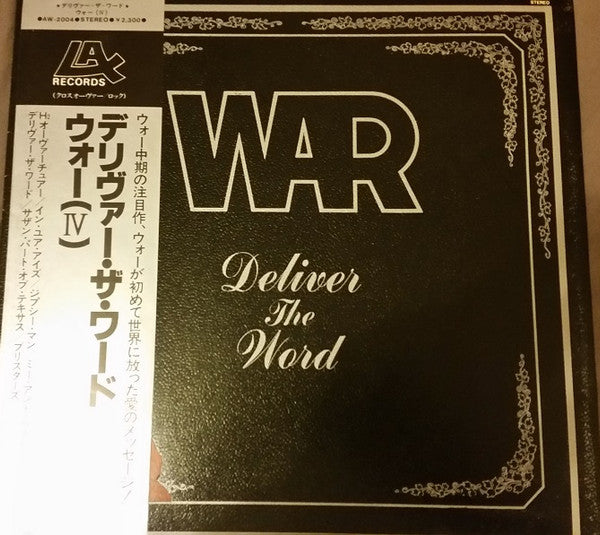 ★デリヴァー・ザ・ワード
ウォー(Ⅳ)
●AW-2004●STEREO●¥2,300●
LAX
RECORDS
(クロスオーヴァー/ロック)
ウォー中期の注目作、ウォーが初めて世界に放った愛のメッセージ!
デリヴァー・ザ・ワード
ウォー(Ⅳ)
H₂オーヴァーチュアー/イン・ユア・アイズ/ジプシー・マン
デリヴァー・ザ・ワード/サザン・パート・オブ・テキサス
ブリスターズ
STEREO
WAR
Deliver
The
Word